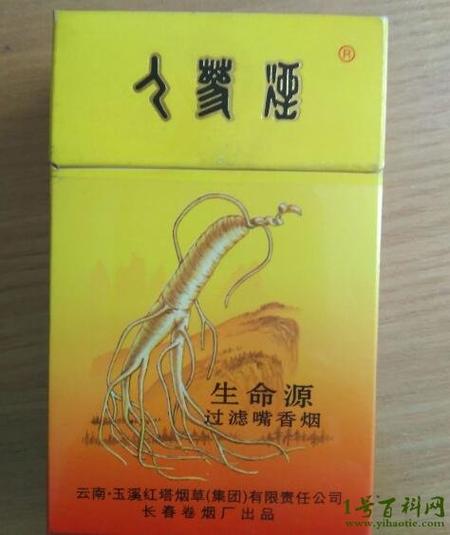 人葠烟
®
生命源
过滤嘴香烟
云南·玉溪红塔烟草(集团)有限责任公司
长春卷烟厂出品
1号百科网
www.yihaotie.com